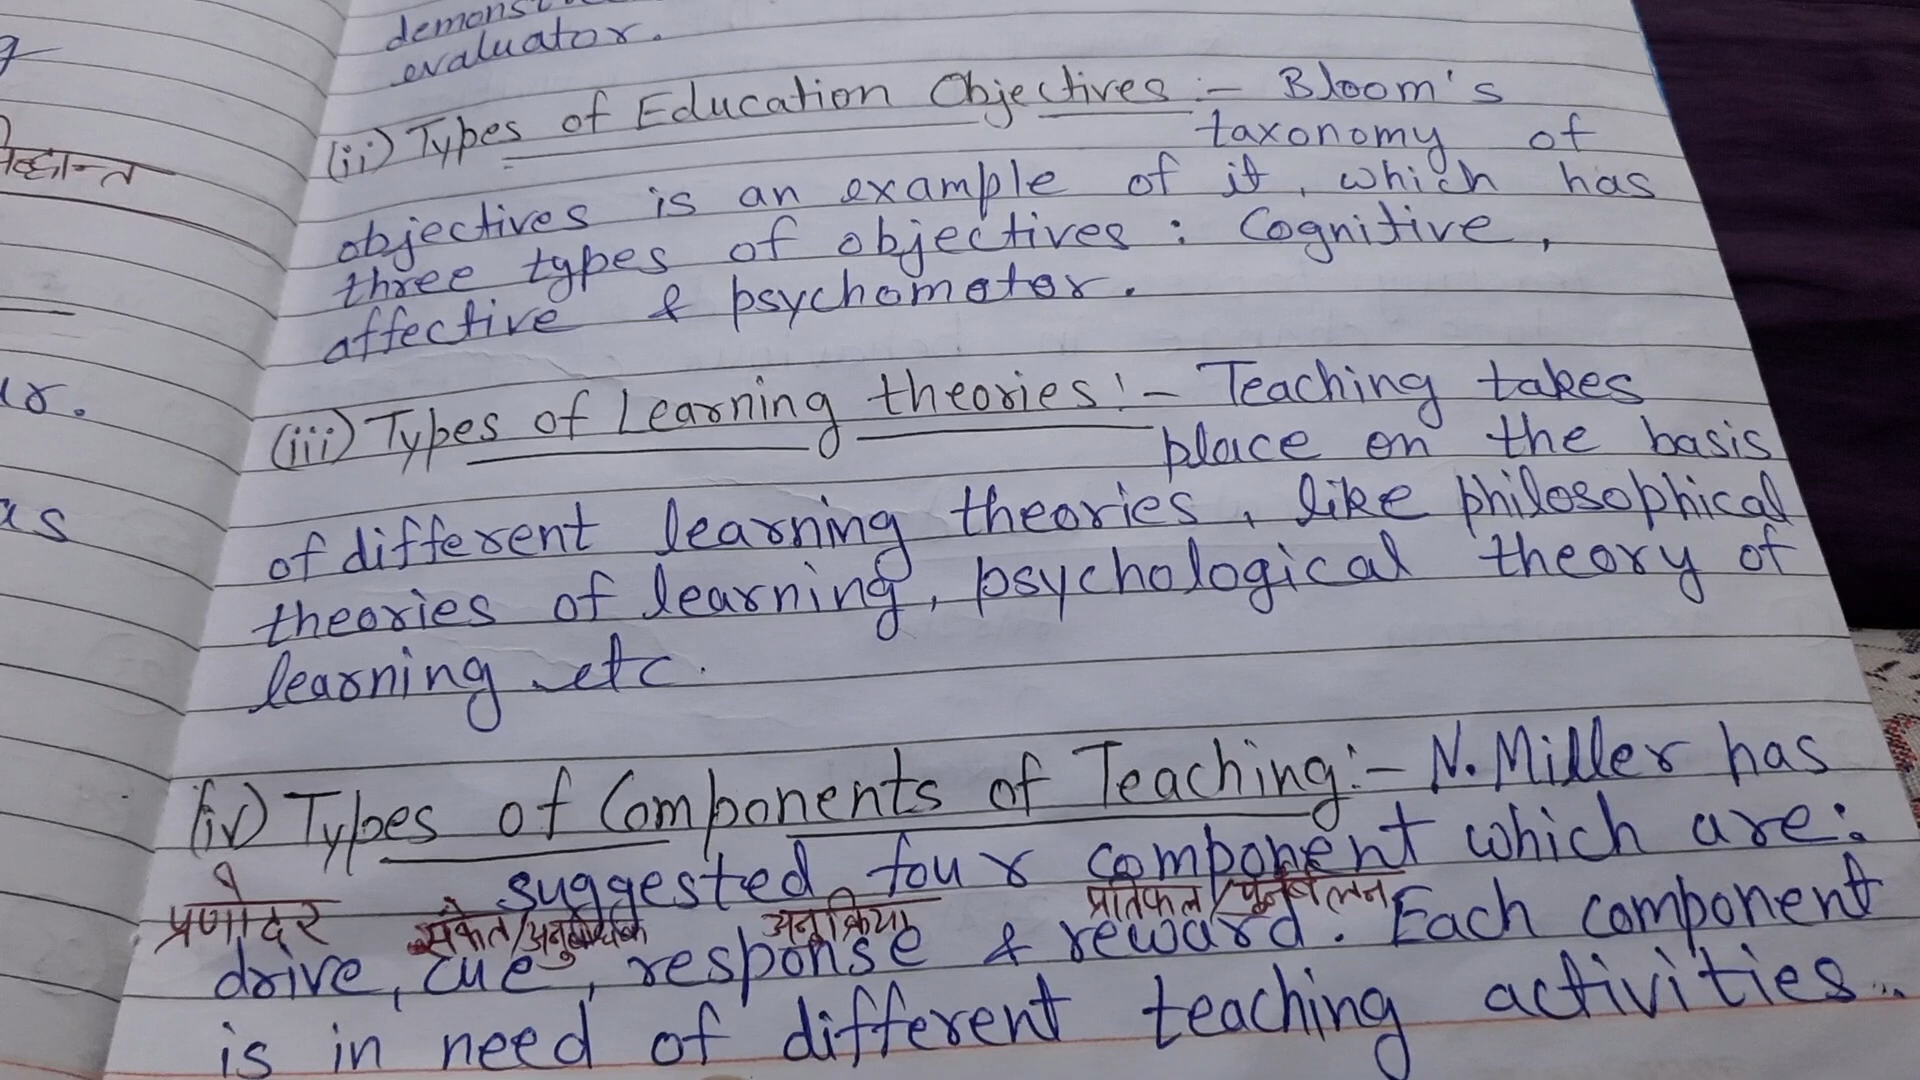 evaluator.
(ii) Types of Education Objectives :- Bloom's
taxonomy of
objectives is an example of it, which has
three types of objectives : Cognitive,
affective & psychomotor.
(iii) Types of Learning theories :- Teaching takes
place on the basis
of different learning theories, like philosophical
theories of learning, psychological theory of
learning etc.
(iv) Types of Components of Teaching :- N. Miller has
suggested four component which are:
प्रणोदर संकेत/अनुबोधक अनुक्रिया प्रतिफल/पुनर्बलन
drive, cue, response & reward. Each component
is in need of different teaching activities..